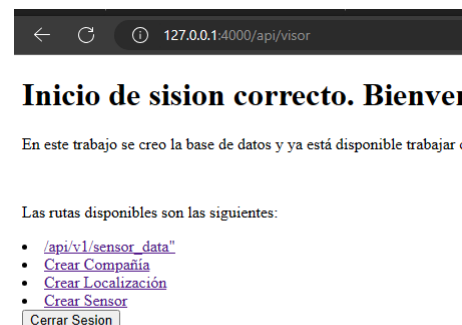 127.0.0.1:4000/api/visor
Inicio de sision correcto.
En este trabajo se creo la base de datos y ya está disponible trabajar
Las rutas disponibles son las siguientes:
/api/v1/sensor_data"
Crear Compañía
Crear Localización
Crear Sensor
Cerrar Sesion